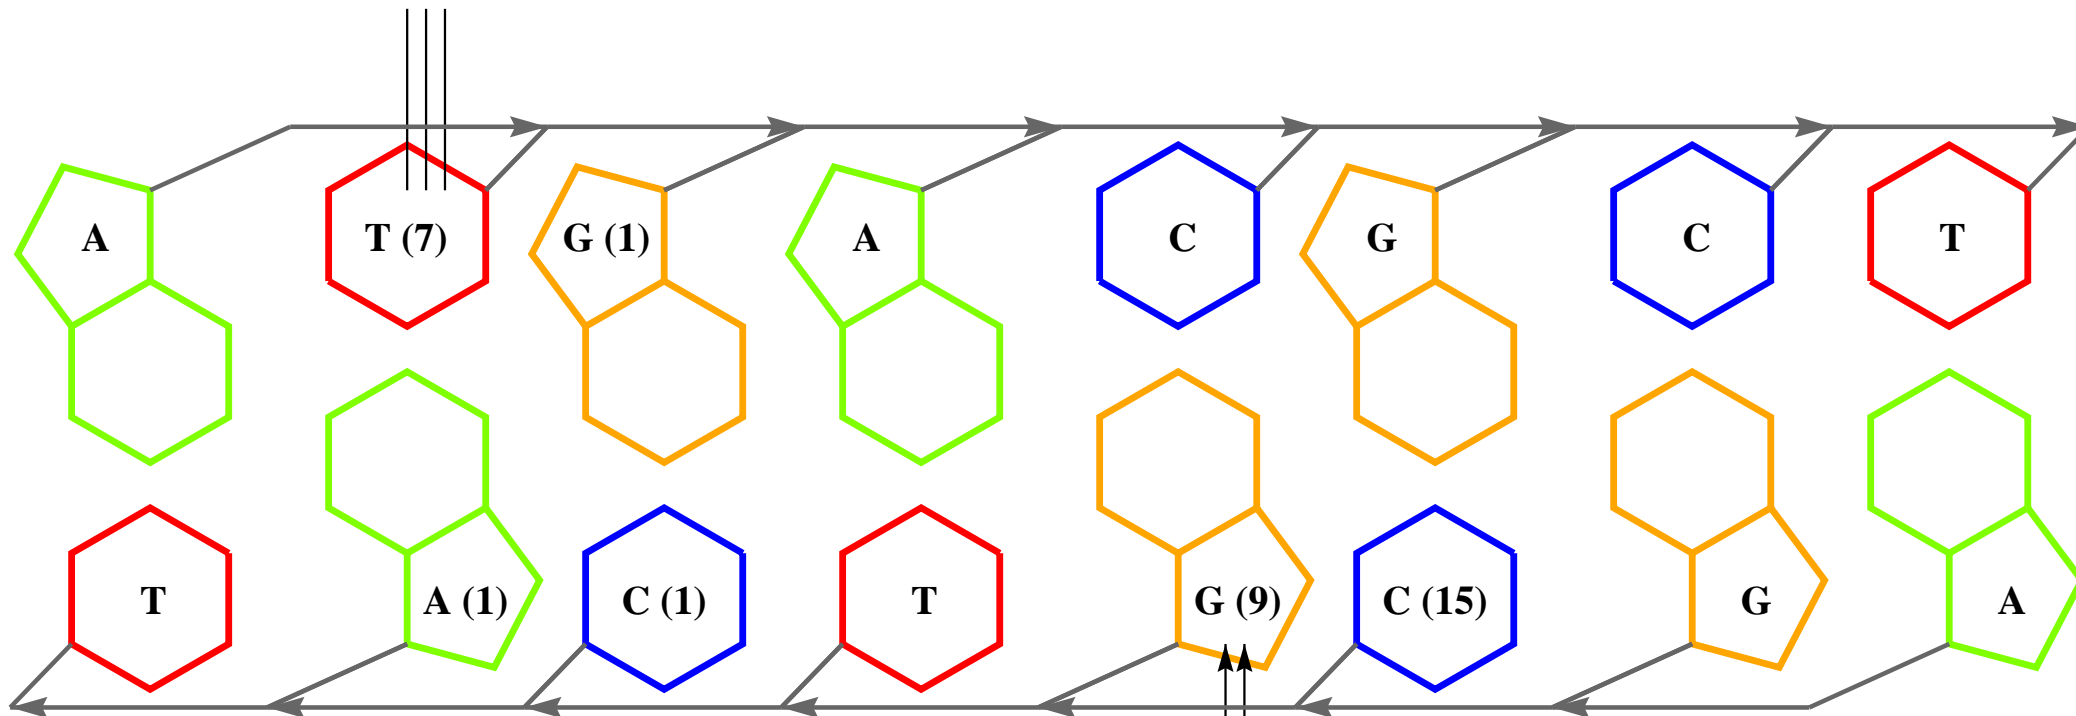 A T (7) G (1) A C G C T
T A (1) C (1) T G (9) C (15) G A